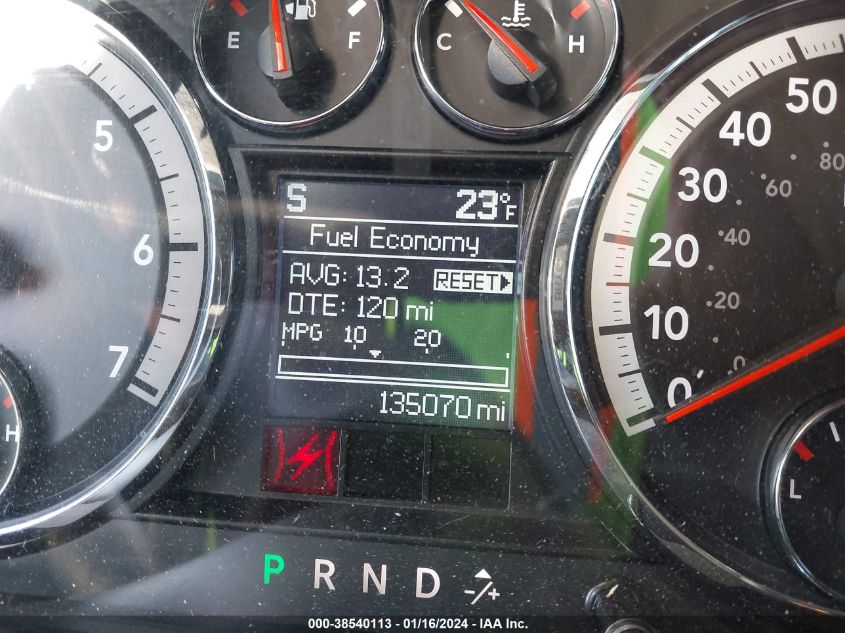 E F
C H
5
6
7
H
S 23°F
Fuel Economy
AVG: 13.2 RESET
DTE: 120 mi
MPG 10 20
135070 mi
50
40
30
20
10
0
80
60
40
20
0
L
P R N D -/+
000-38540113 - 01/16/2024 - IAA Inc.